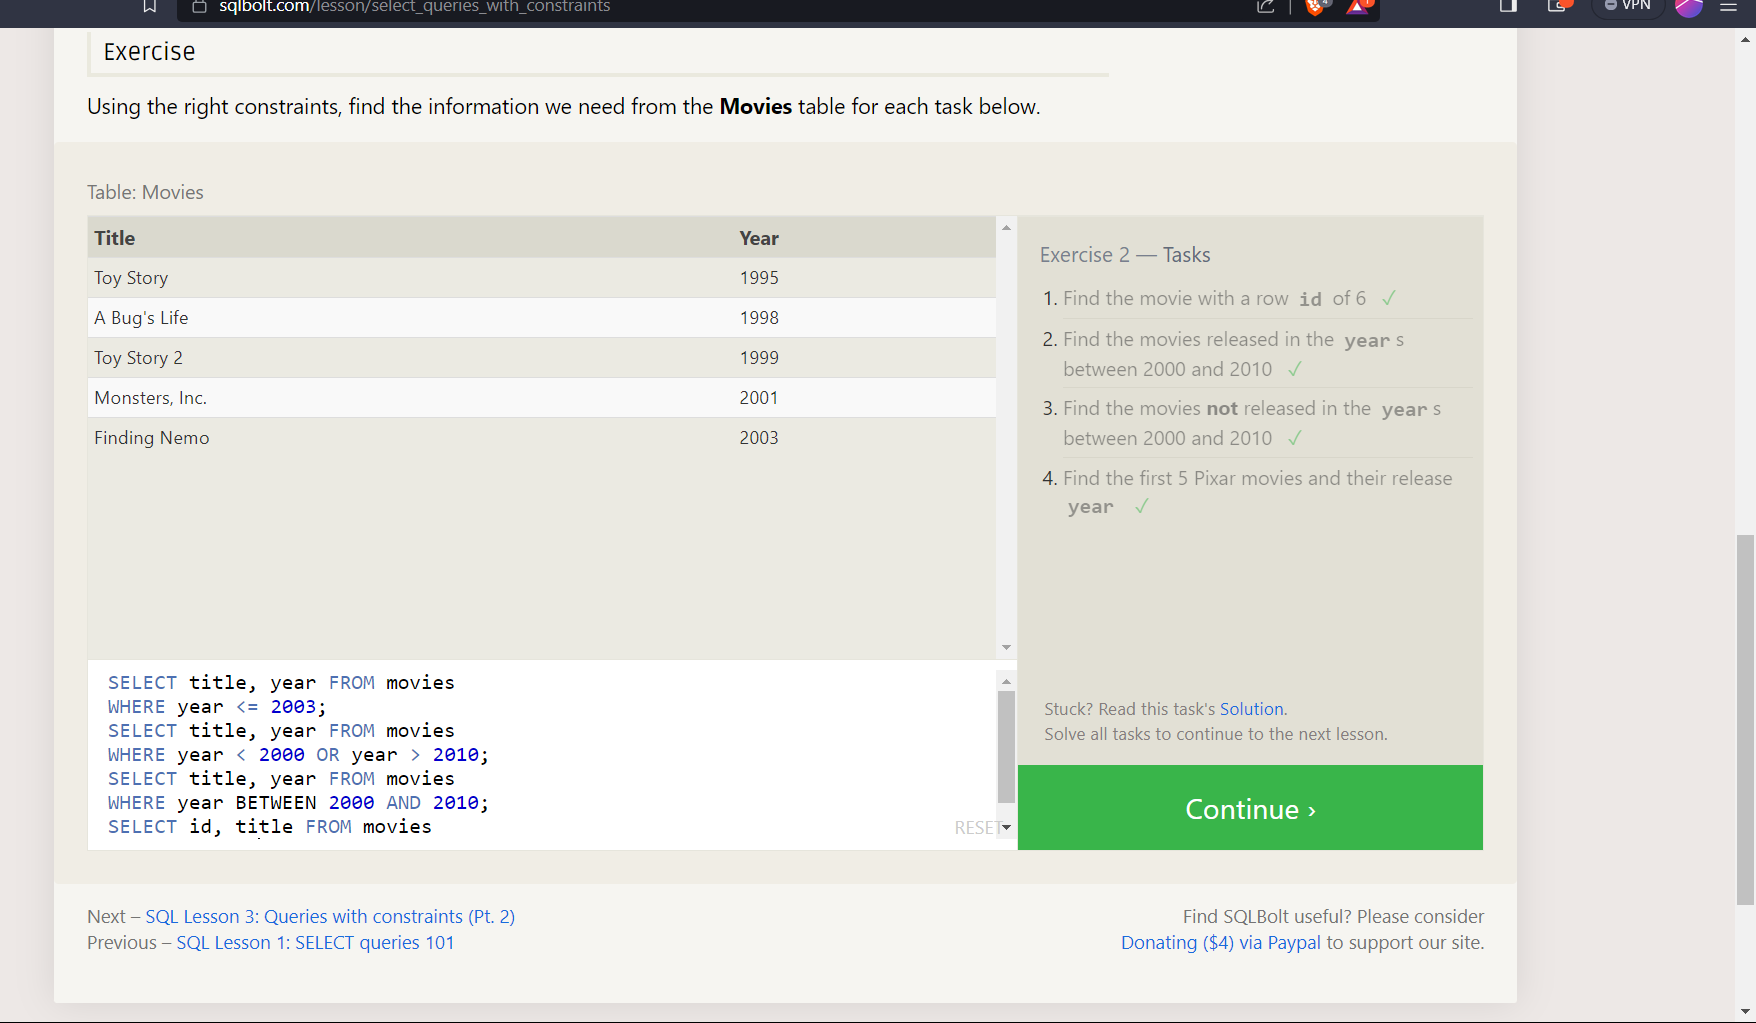 sqlbolt.com/lesson/select_queries_with_constraints
VPN
Exercise
Using the right constraints, find the information we need from the Movies table for each task below.
Table: Movies
Title Year
Toy Story 1995
A Bug's Life 1998
Toy Story 2 1999
Monsters, Inc. 2001
Finding Nemo 2003
Exercise 2 — Tasks
1. Find the movie with a row id of 6 ✓
2. Find the movies released in the year s
between 2000 and 2010 ✓
3. Find the movies not released in the year s
between 2000 and 2010 ✓
4. Find the first 5 Pixar movies and their release
year ✓
SELECT title, year FROM movies
WHERE year <= 2003;
SELECT title, year FROM movies
WHERE year < 2000 OR year > 2010;
SELECT title, year FROM movies
WHERE year BETWEEN 2000 AND 2010;
SELECT id, title FROM movies
RESET
Stuck? Read this task's Solution.
Solve all tasks to continue to the next lesson.
Continue ›
Next – SQL Lesson 3: Queries with constraints (Pt. 2)
Previous – SQL Lesson 1: SELECT queries 101
Find SQLBolt useful? Please consider
Donating ($4) via Paypal to support our site.